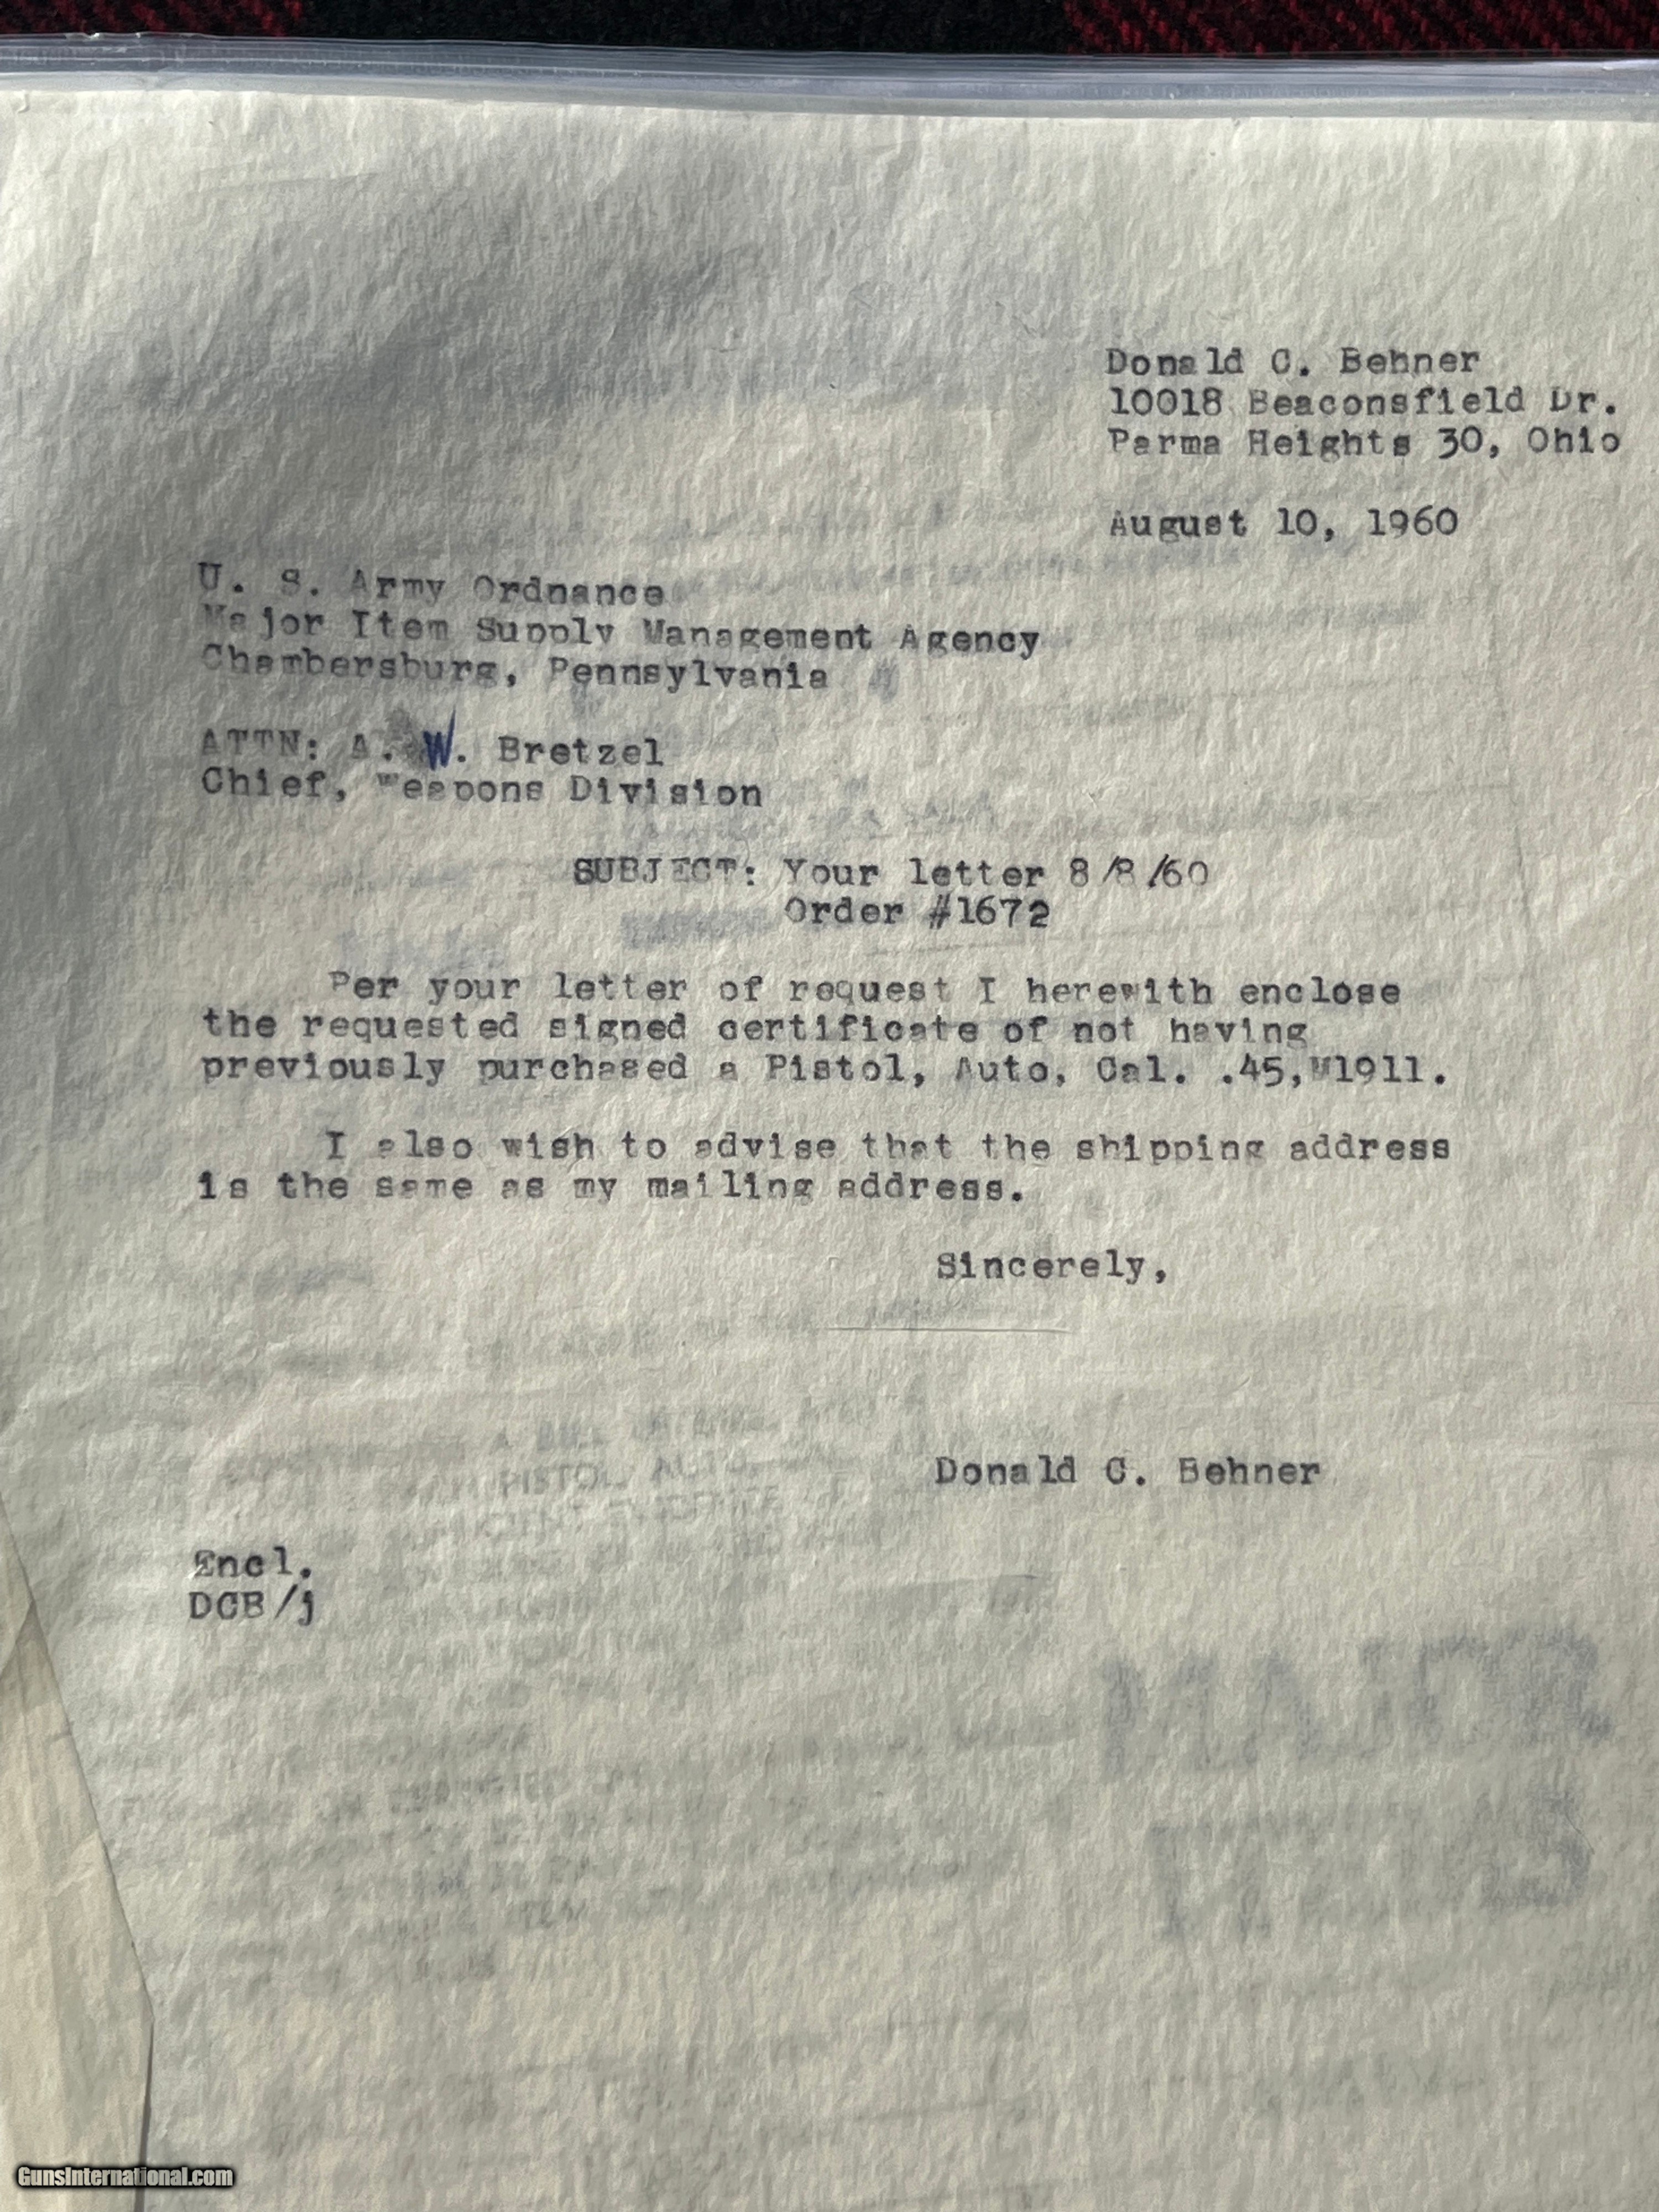 Donald C. Behner
10018 Beaconsfield Dr.
Parma Heights 30, Ohio
August 10, 1960
U. S. Army Ordnance
Major Item Supply Management Agency
Chambersburg, Pennsylvania
ATTN: A. W. Bretzel
Chief, Weapons Division
SUBJECT: Your letter 8/8/60
Order #1672
Per your letter of request I herewith enclose
the requested signed certificate of not having
previously purchased a Pistol, Auto, Cal. .45, M1911.
I also wish to advise that the shipping address
is the same as my mailing address.
Sincerely,
A BILL
PISTOL AUTO
Donald C. Behner
Encl.
DCB/j
MAJOR
GunsInternational.com